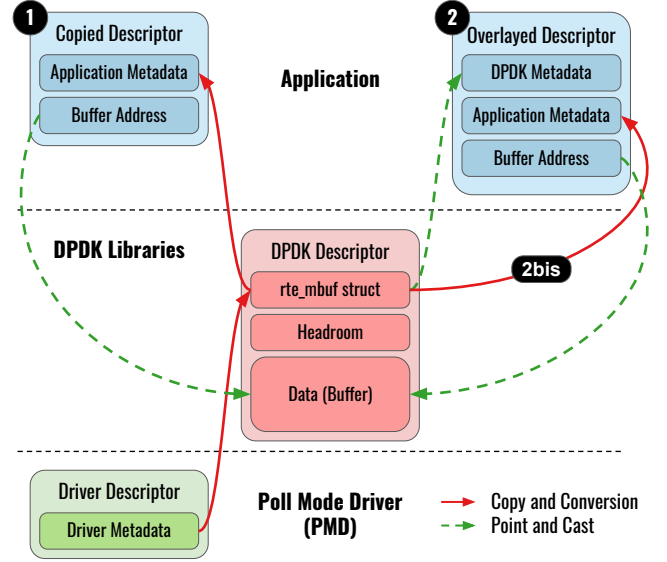 1
Copied Descriptor
Application Metadata
Buffer Address
Application
2
Overlayed Descriptor
DPDK Metadata
Application Metadata
Buffer Address
DPDK Libraries
DPDK Descriptor
rte_mbuf struct
Headroom
Data (Buffer)
2bis
Driver Descriptor
Driver Metadata
Poll Mode Driver
(PMD)
Copy and Conversion
Point and Cast